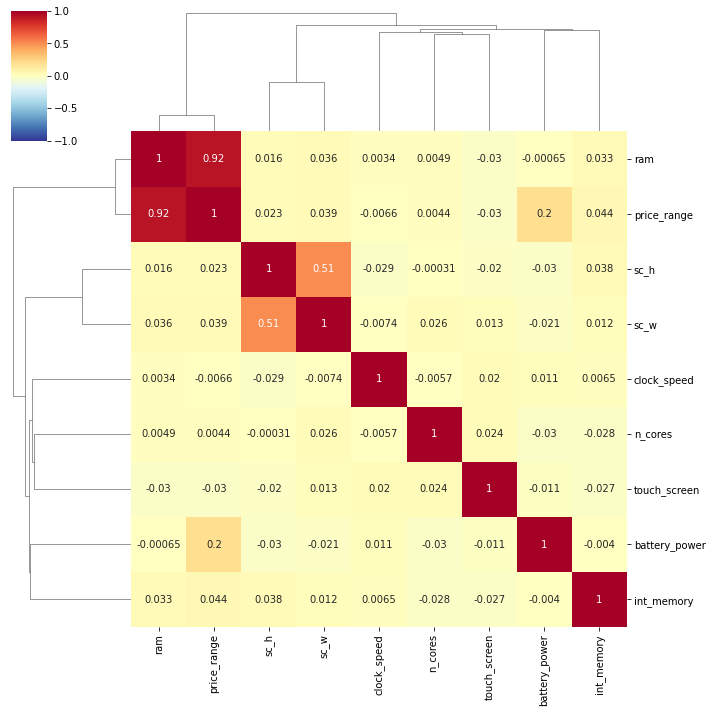 1.0
0.5
0.0
−0.5
−1.0
1 0.92 0.016 0.036 0.0034 0.0049 -0.03 -0.00065 0.033 ram
0.92 1 0.023 0.039 -0.0066 0.0044 -0.03 0.2 0.044 price_range
0.016 0.023 1 0.51 -0.029 -0.00031 -0.02 -0.03 0.038 sc_h
0.036 0.039 0.51 1 -0.0074 0.026 0.013 -0.021 0.012 sc_w
0.0034 -0.0066 -0.029 -0.0074 1 -0.0057 0.02 0.011 0.0065 clock_speed
0.0049 0.0044 -0.00031 0.026 -0.0057 1 0.024 -0.03 -0.028 n_cores
-0.03 -0.03 -0.02 0.013 0.02 0.024 1 -0.011 -0.027 touch_screen
-0.00065 0.2 -0.03 -0.021 0.011 -0.03 -0.011 1 -0.004 battery_power
0.033 0.044 0.038 0.012 0.0065 -0.028 -0.027 -0.004 1 int_memory
ram price_range sc_h sc_w clock_speed n_cores touch_screen battery_power int_memory